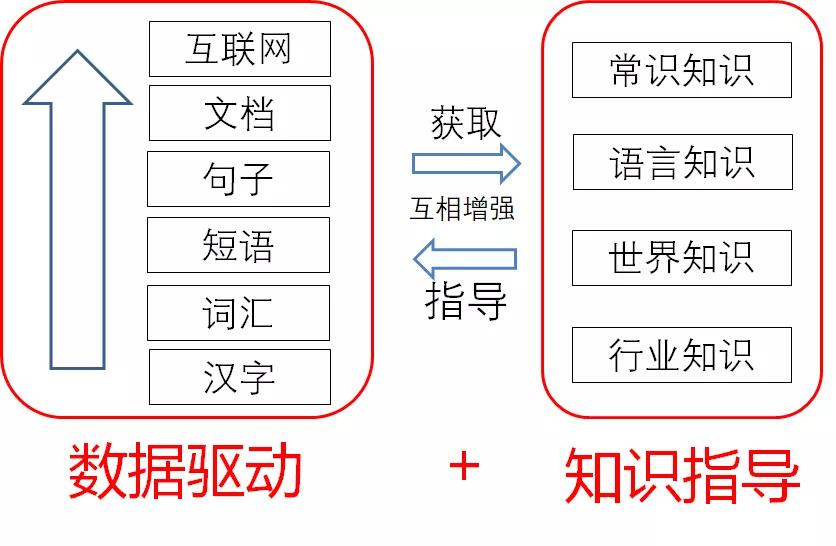 互联网
文档
句子
短语
词汇
汉字
获取
互相增强
指导
常识知识
语言知识
世界知识
行业知识
数据驱动
+
知识指导